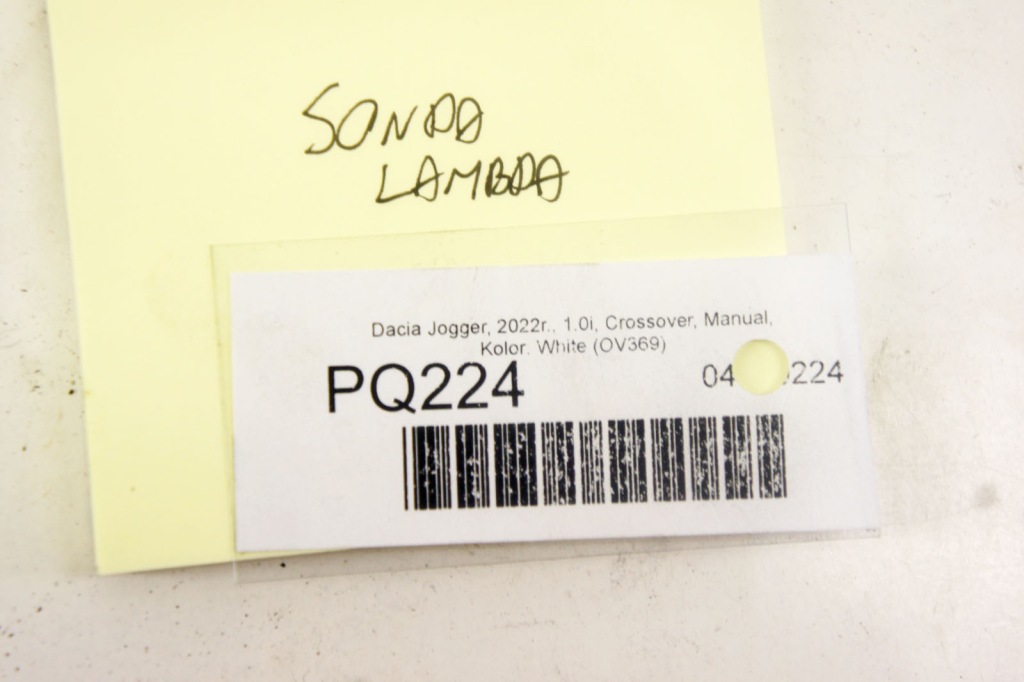 SONDA
LAMBDA
Dacia Jogger, 2022r., 1.0i, Crossover, Manual,
Kolor. White (OV369)
PQ224